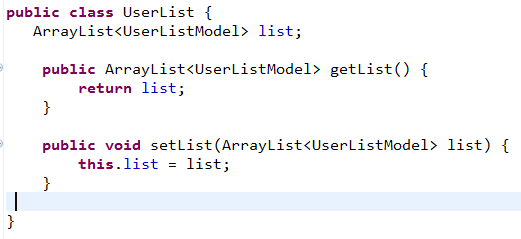 public class UserList {
ArrayList<UserListModel> list;
public ArrayList<UserListModel> getList() {
return list;
}
public void setList(ArrayList<UserListModel> list) {
this.list = list;
}
}